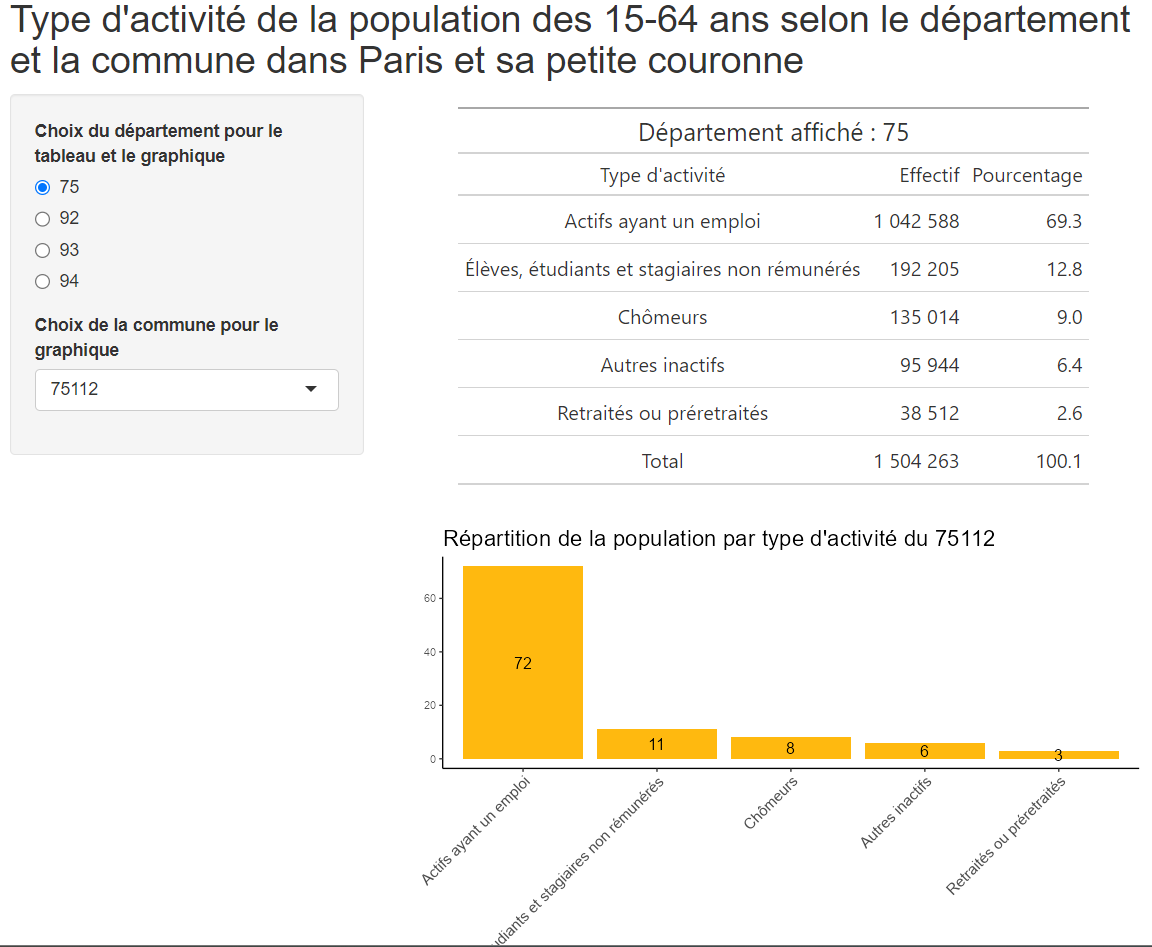 Type d'activité de la population des 15-64 ans selon le département
et la commune dans Paris et sa petite couronne
Choix du département pour le
tableau et le graphique
75
92
93
94
Choix de la commune pour le
graphique
75112
Département affiché : 75
Type d'activité Effectif Pourcentage
Actifs ayant un emploi 1 042 588 69.3
Élèves, étudiants et stagiaires non rémunérés 192 205 12.8
Chômeurs 135 014 9.0
Autres inactifs 95 944 6.4
Retraités ou préretraités 38 512 2.6
Total 1 504 263 100.1
Répartition de la population par type d'activité du 75112
60
40
20
0
72
11
8
6
3
Actifs ayant un emploi
udiants et stagiaires non rémunérés
Chômeurs
Autres inactifs
Retraités ou préretraités